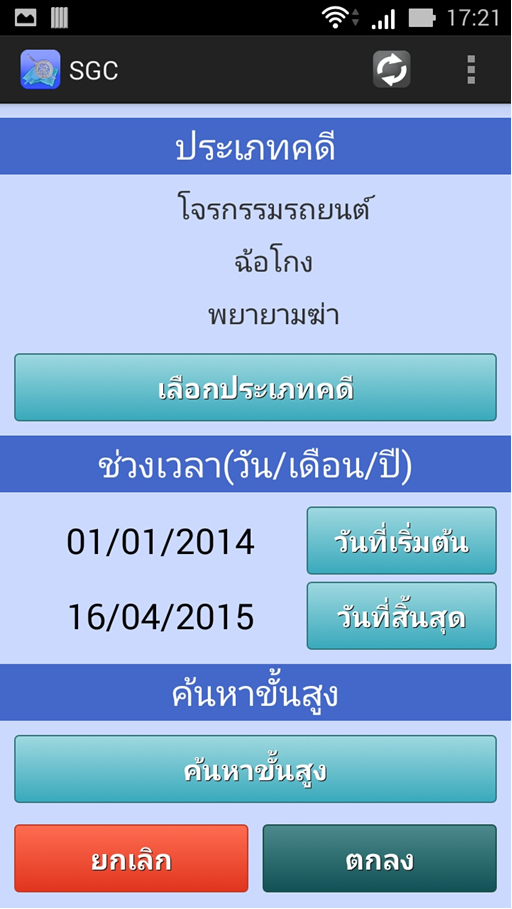 17:21
SGC
ประเภทคดี
โจรกรรมรถยนต์
ฉ้อโกง
พยายามฆ่า
เลือกประเภทคดี
ช่วงเวลา(วัน/เดือน/ปี)
01/01/2014 วันที่เริ่มต้น
16/04/2015 วันที่สิ้นสุด
ค้นหาขั้นสูง
ค้นหาขั้นสูง
ยกเลิก ตกลง